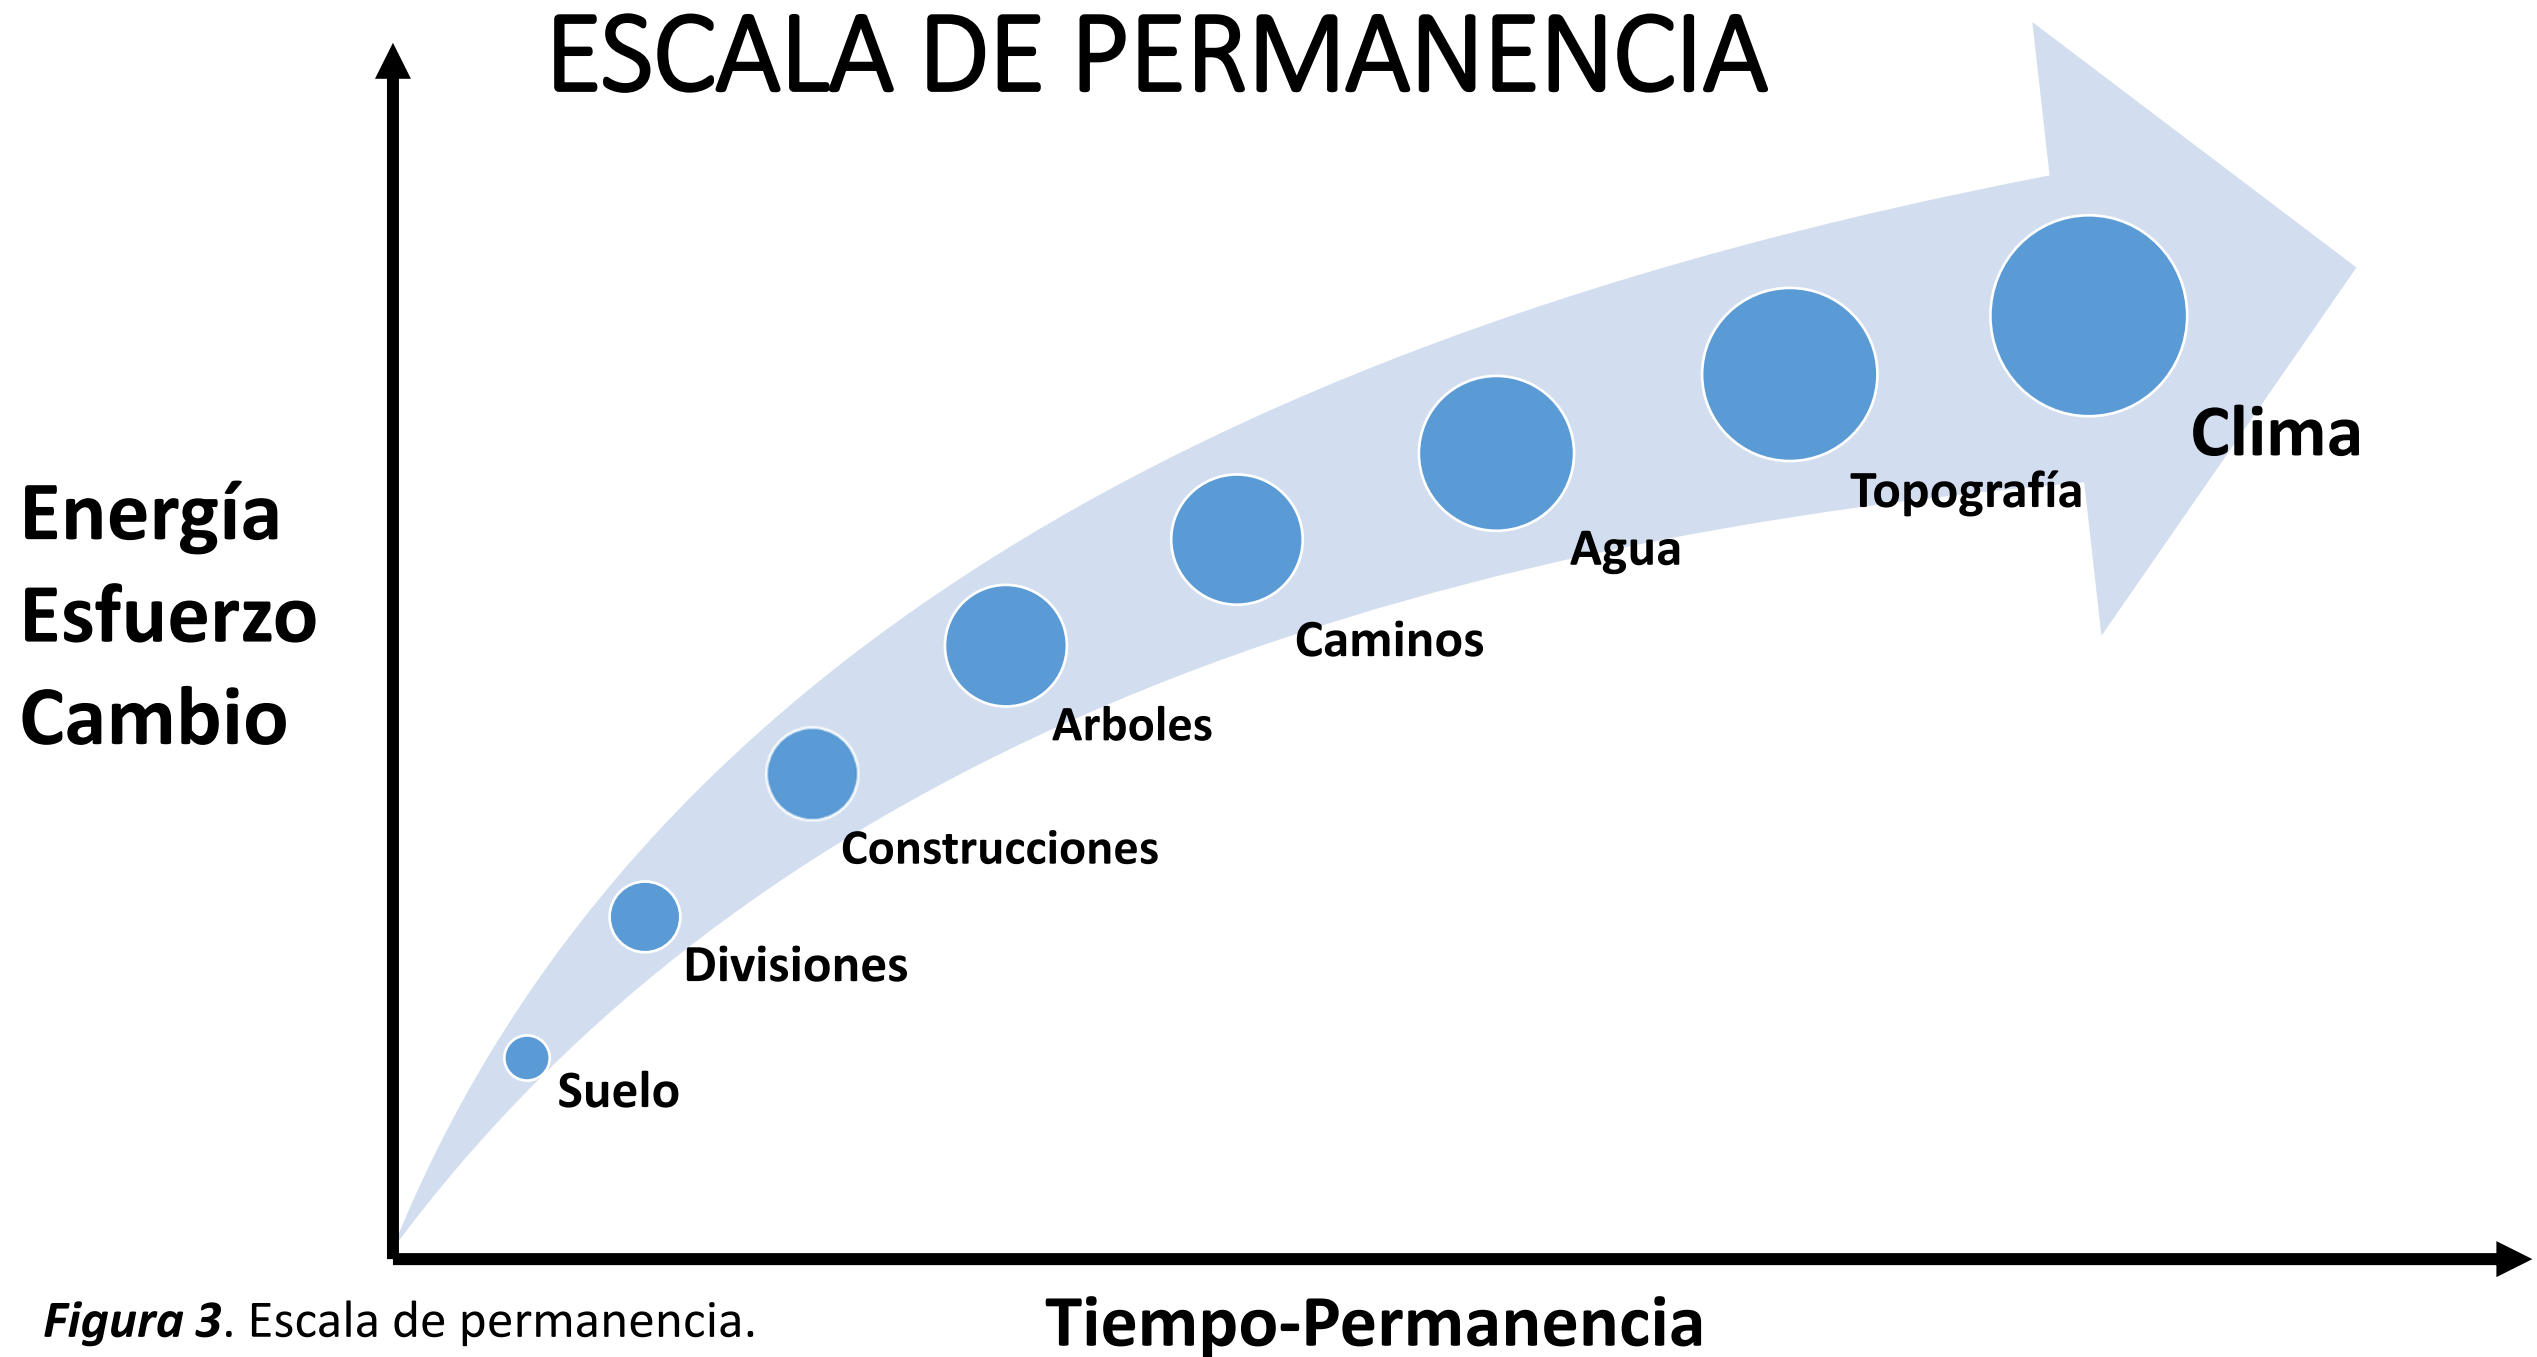 ESCALA DE PERMANENCIA
Energía
Esfuerzo
Cambio
Clima
Topografía
Agua
Caminos
Arboles
Construcciones
Divisiones
Suelo
Tiempo-Permanencia
Figura 3. Escala de permanencia.